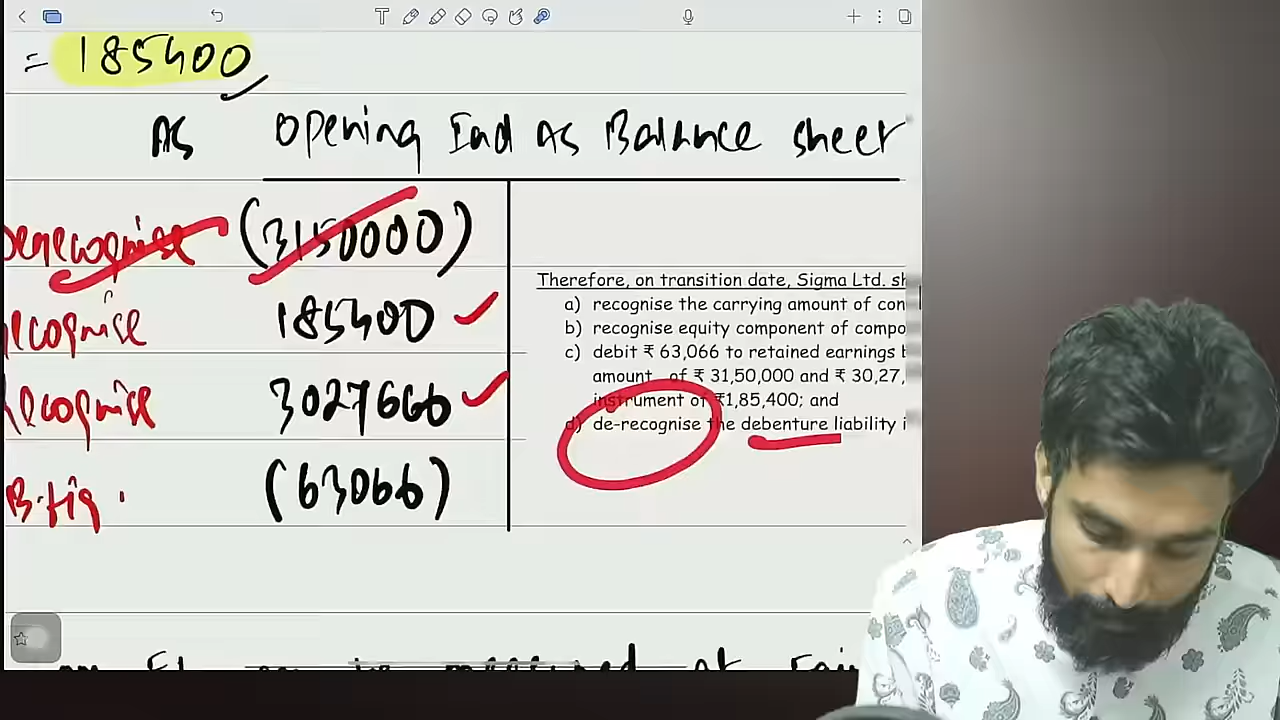 = 185400
AS Opening Ind AS Balance sheet
Derecognise (3150000)
Recognise 185400
Recognise 3027666
B.fig. (63066)
Therefore, on transition date, Sigma Ltd. sh
a) recognise the carrying amount of con
b) recognise equity component of compo
c) debit ₹ 63,066 to retained earnings b
amount of ₹ 31,50,000 and ₹ 30,27,
instrument of ₹1,85,400; and
d) de-recognise the debenture liability i